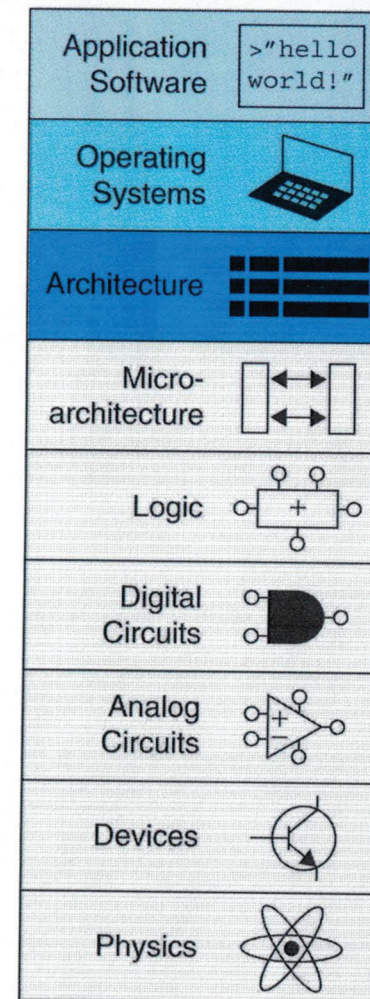 Application
Software
>"hello
world!"
Operating
Systems
Architecture
Micro-
architecture
Logic
+
Digital
Circuits
Analog
Circuits
+
−
Devices
Physics